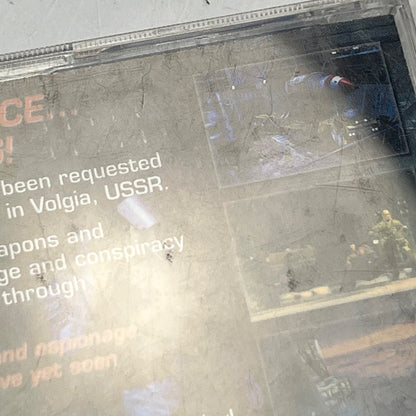 CE...
!
been requested
in Volgia, USSR.
apons and
ge and conspiracy
through
and espionage
ve yet seen